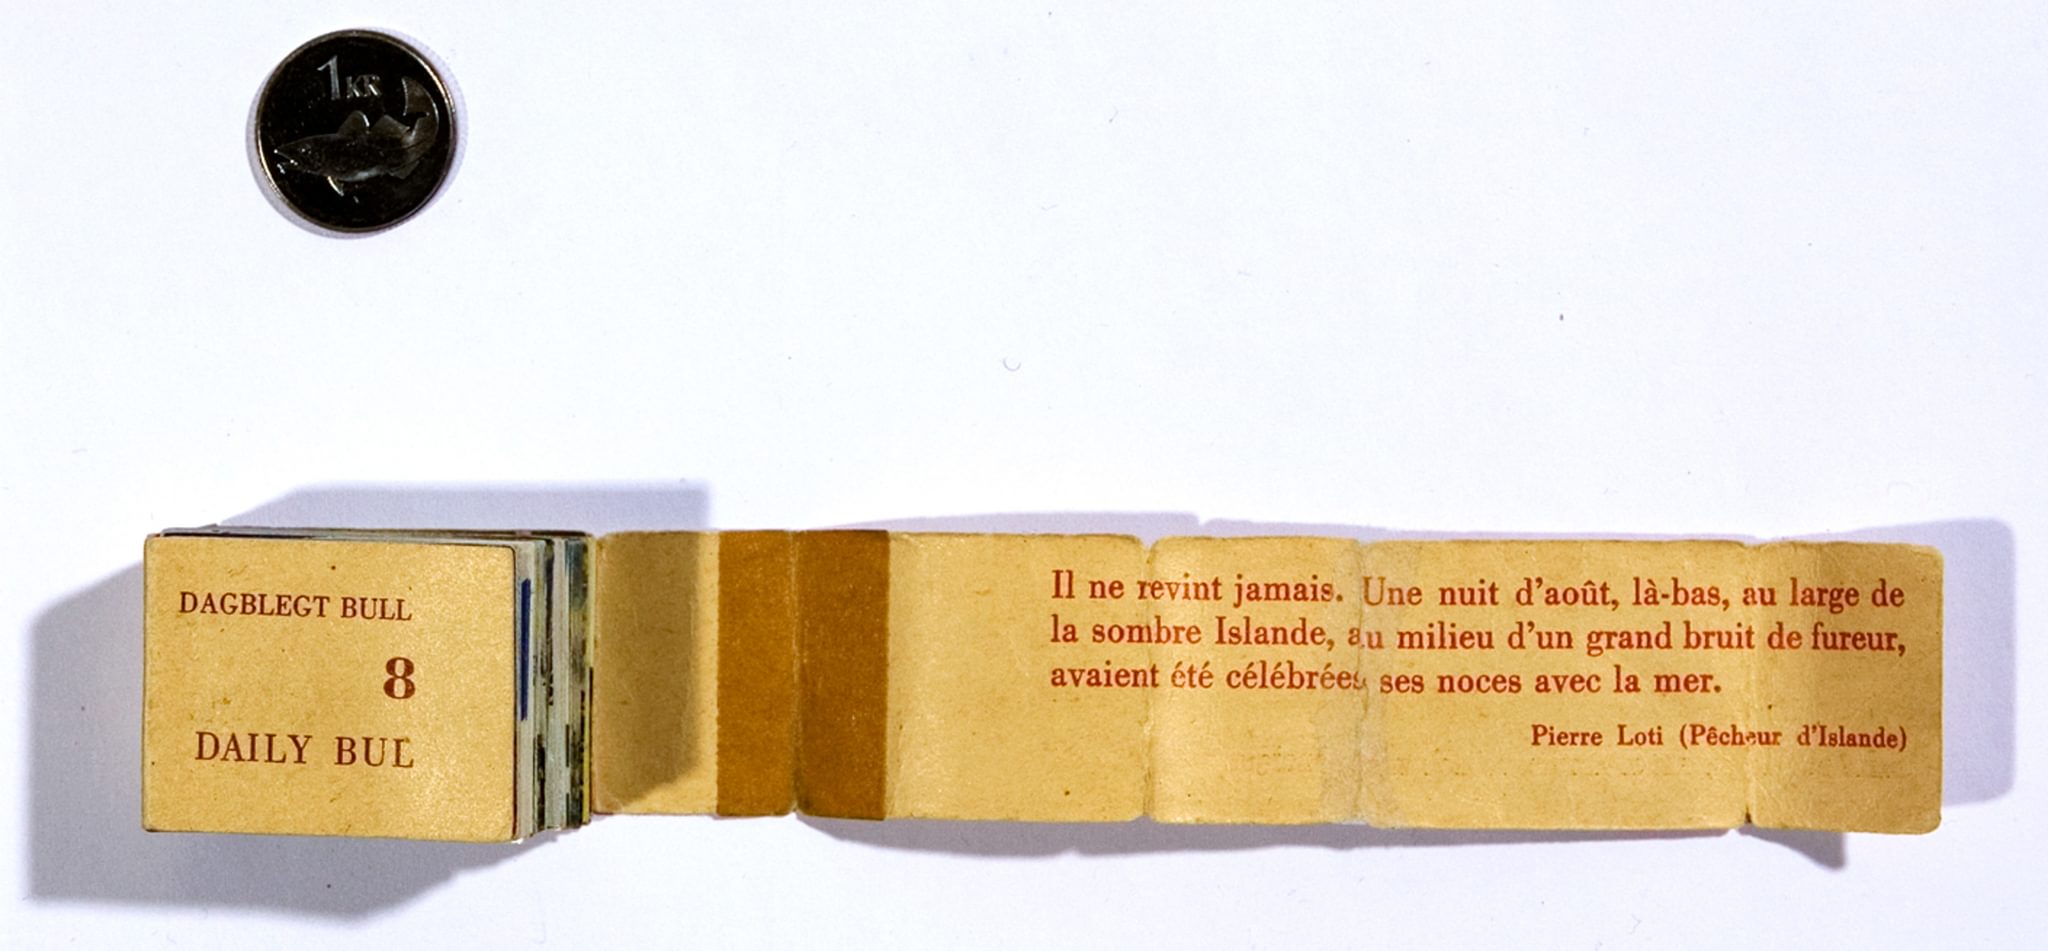 1KR
DAGBLEGT BULL
8
DAILY BUL
Il ne revint jamais. Une nuit d'août, là-bas, au large de
la sombre Islande, au milieu d'un grand bruit de fureur,
avaient été célébrées ses noces avec la mer.
Pierre Loti (Pêcheur d'Islande)